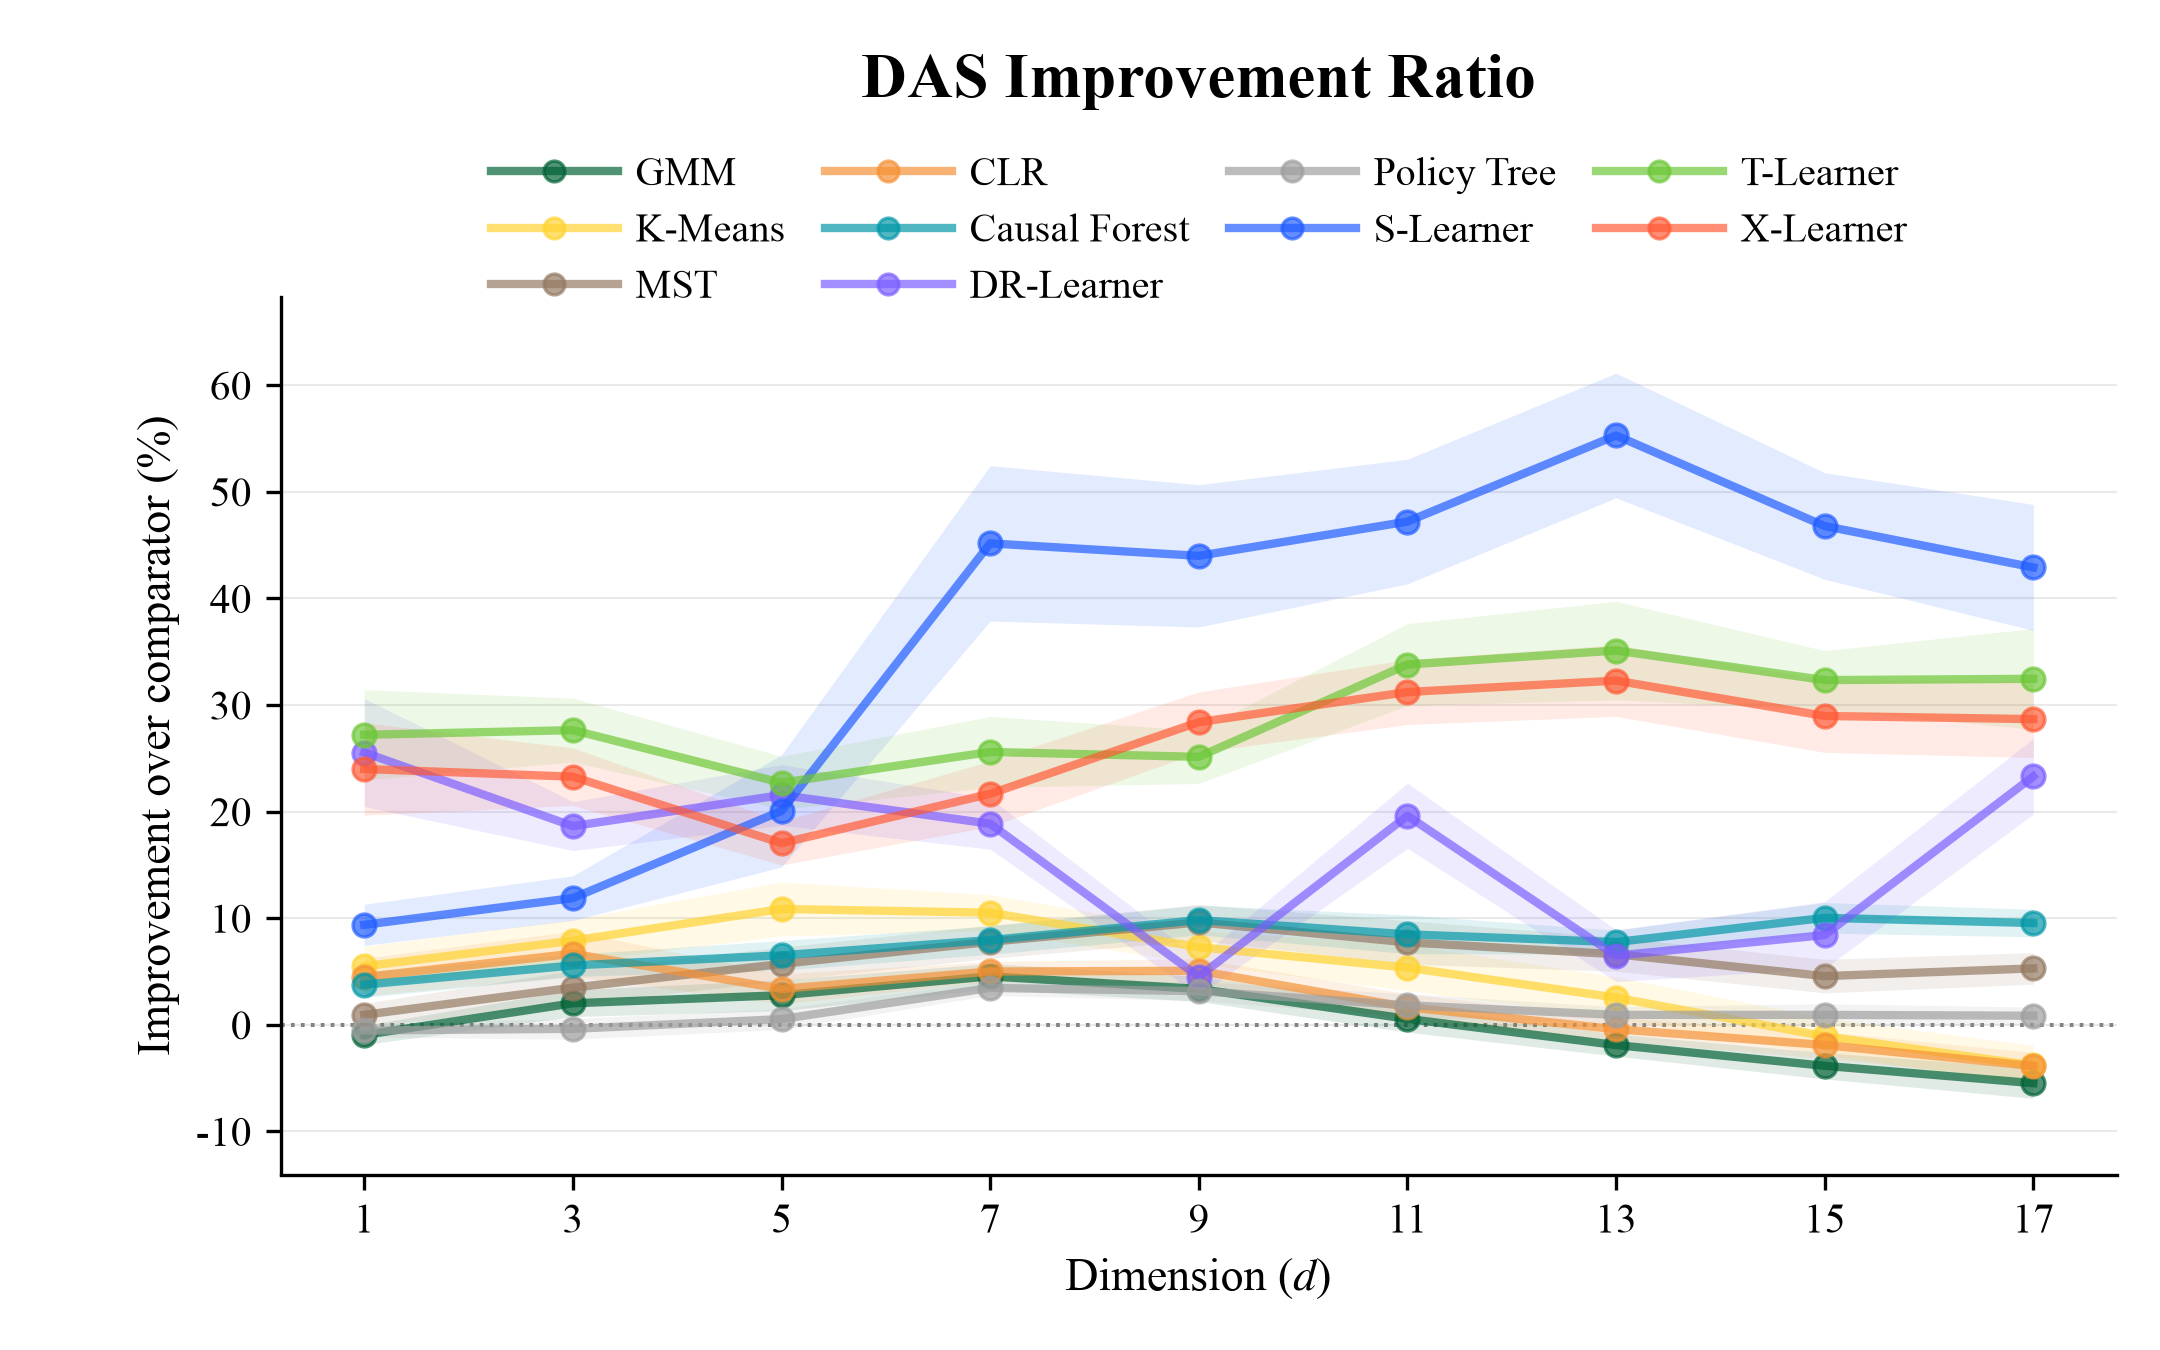 DAS Improvement Ratio
GMM CLR Policy Tree T-Learner
K-Means Causal Forest S-Learner X-Learner
MST DR-Learner
Improvement over comparator (%)
60
50
40
30
20
10
0
-10
1 3 5 7 9 11 13 15 17
Dimension (d)